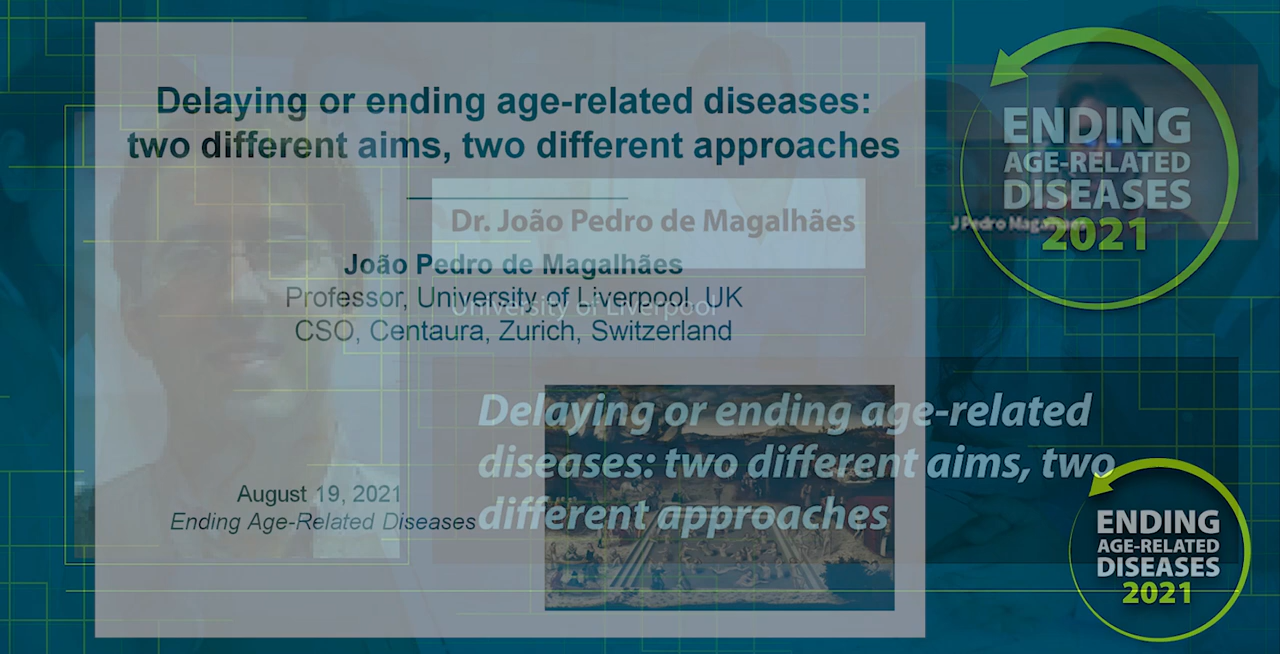 Delaying or ending age-related diseases:
two different aims, two different approaches
Dr. João Pedro de Magalhães
João Pedro de Magalhães
Professor, University of Liverpool, UK
University of Liverpool
CSO, Centaura, Zurich, Switzerland
August 19, 2021
Ending Age-Related Diseases
Delaying or ending age-related
diseases: two different aims, two
different approaches
ENDING
AGE-RELATED
DISEASES
2021
J Pedro Magalhaes
ENDING
AGE-RELATED
DISEASES
2021